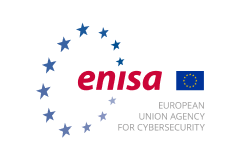 enisa
EUROPEAN
UNION AGENCY
FOR CYBERSECURITY